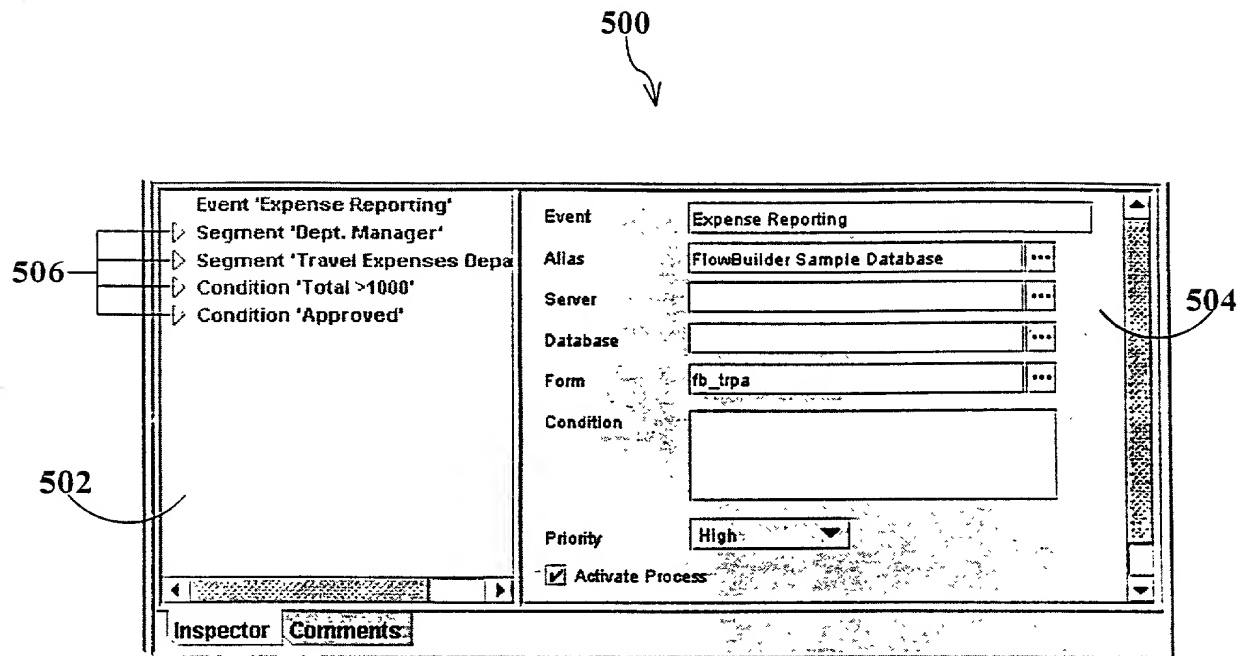 500
Event 'Expense Reporting'
Segment 'Dept. Manager'
Segment 'Travel Expenses Depa
Condition 'Total >1000'
Condition 'Approved'
506
502
Event Expense Reporting
Alias FlowBuilder Sample Database ...
Server ...
Database ...
Form fb_trpa ...
Condition
Priority High
Activate Process
504
Inspector Comments